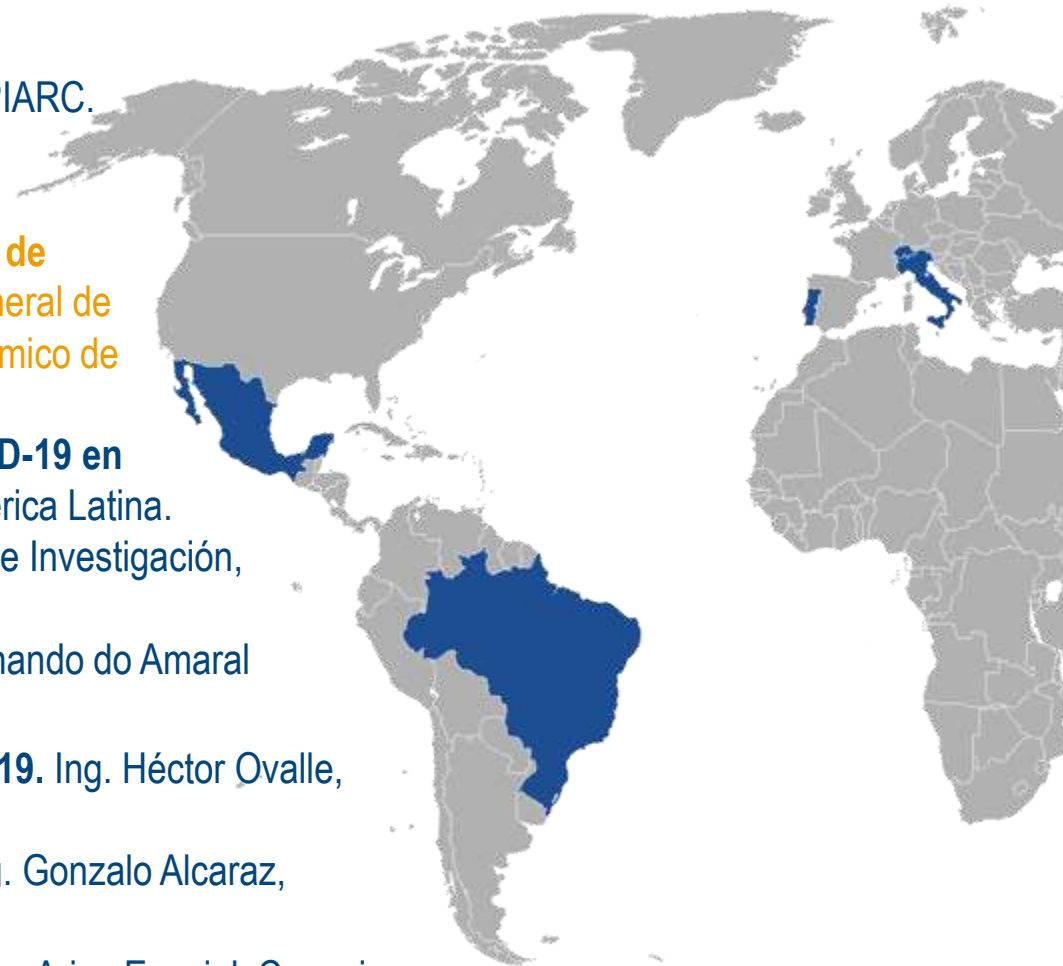 PIARC.
de
neral de
mico de
D-19 en
érica Latina.
e Investigación,
nando do Amaral
19. Ing. Héctor Ovalle,
g. Gonzalo Alcaraz,